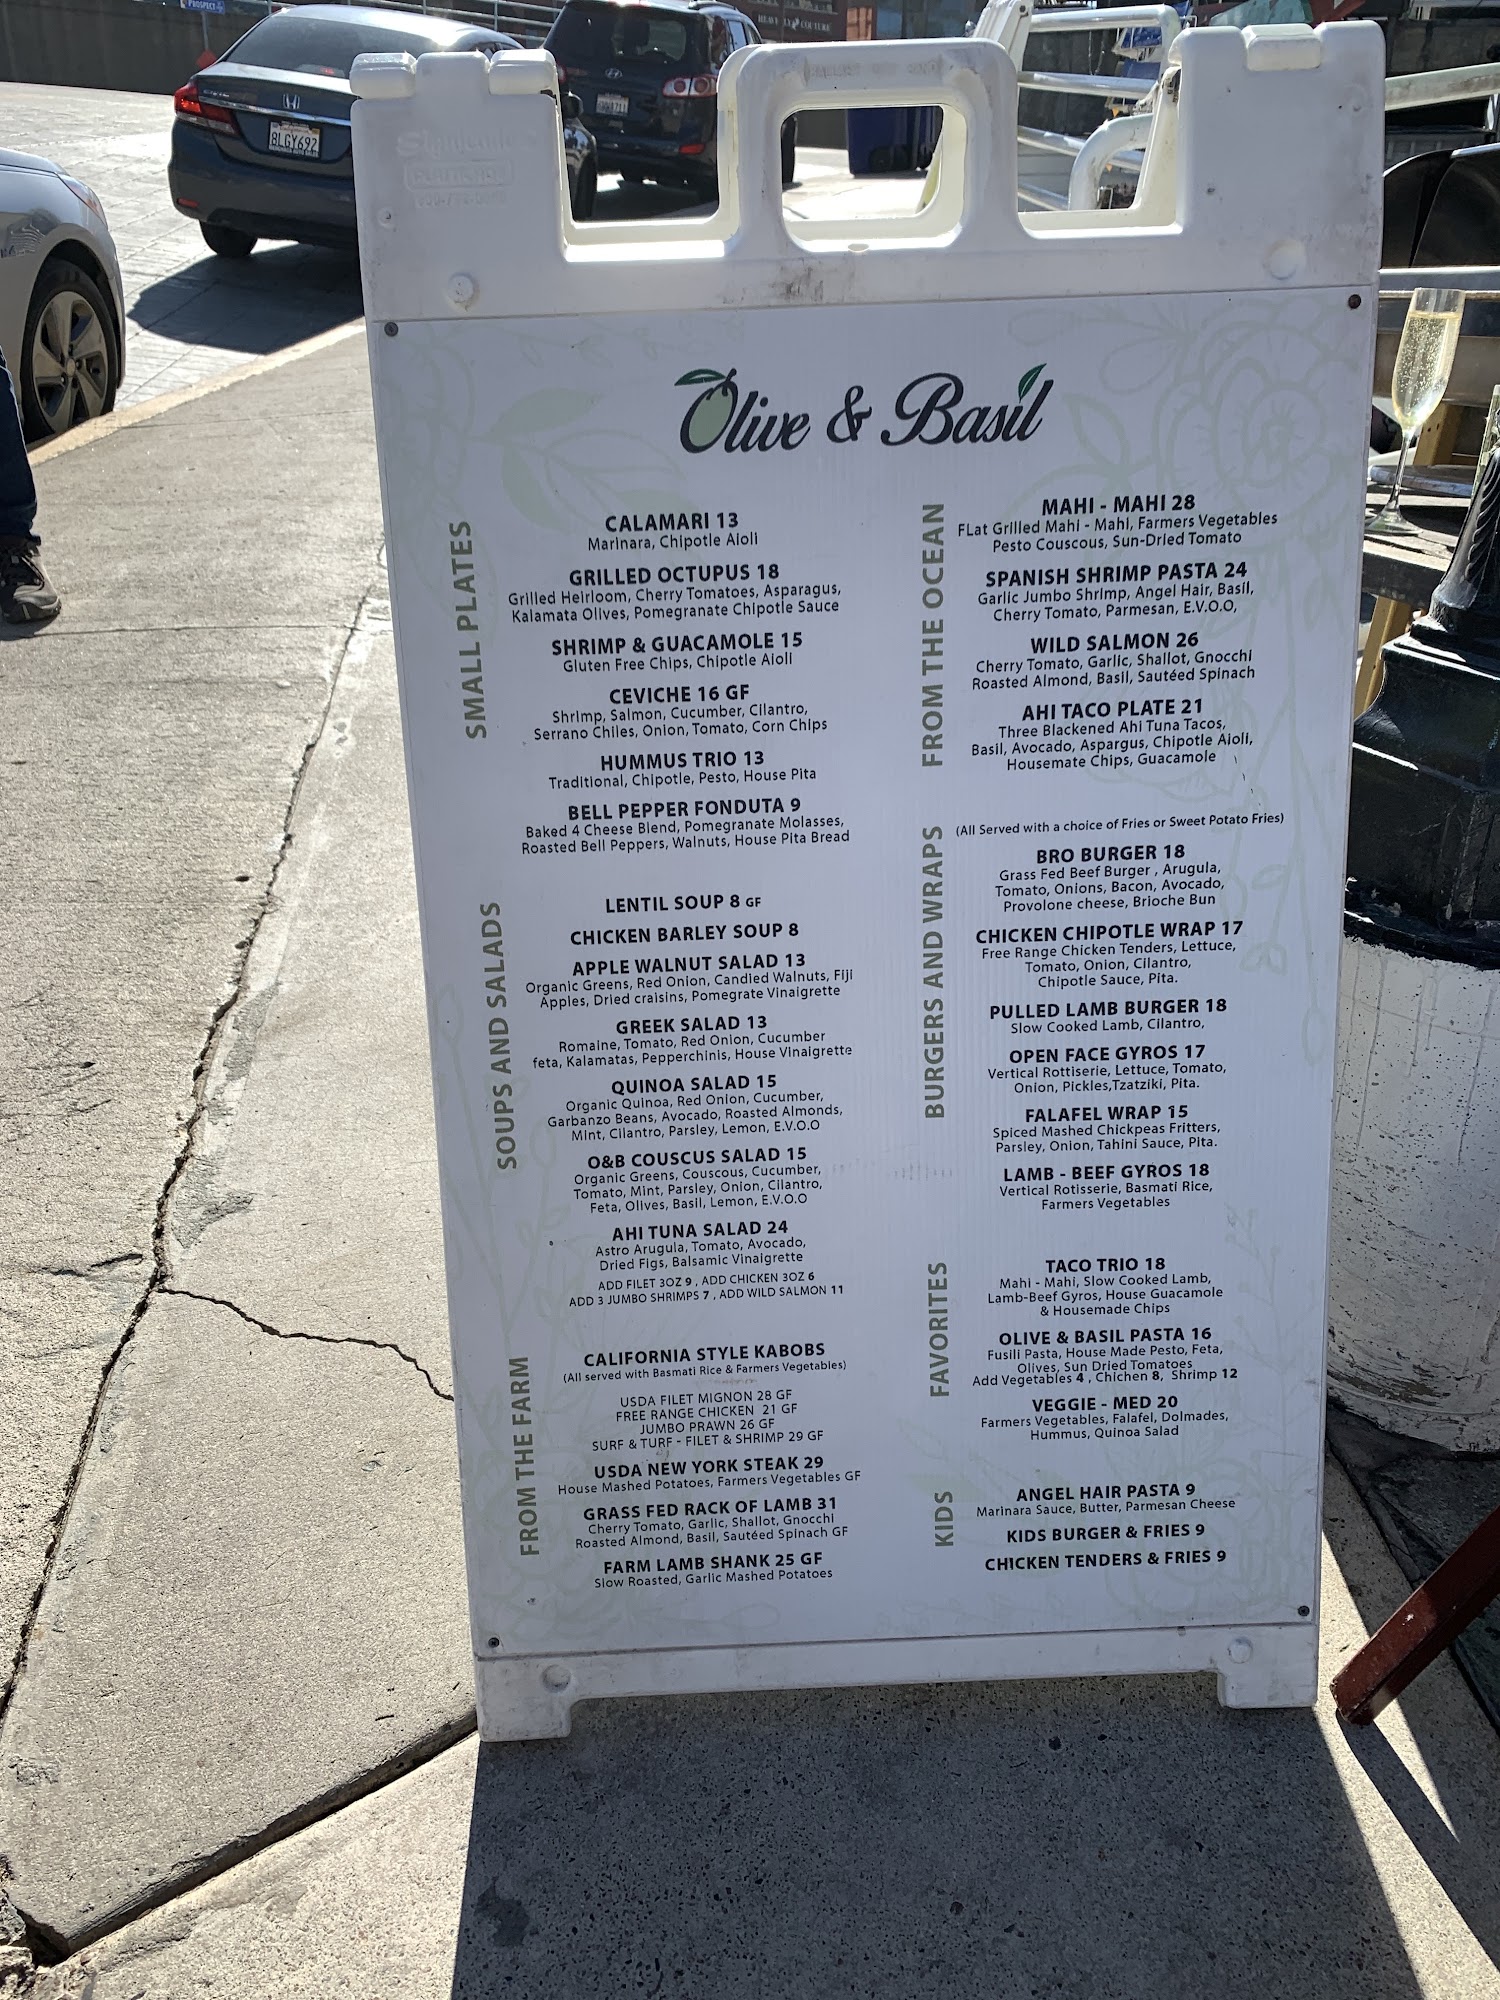 PROSPECT
8LGY692
Olive & Basil
SMALL PLATES
CALAMARI 13
Marinara, Chipotle Aioli
GRILLED OCTUPUS 18
Grilled Heirloom, Cherry Tomatoes, Asparagus,
Kalamata Olives, Pomegranate Chipotle Sauce
SHRIMP & GUACAMOLE 15
Gluten Free Chips, Chipotle Aioli
CEVICHE 16 GF
Shrimp, Salmon, Cucumber, Cilantro,
Serrano Chiles, Onion, Tomato, Corn Chips
HUMMUS TRIO 13
Traditional, Chipotle, Pesto, House Pita
BELL PEPPER FONDUTA 9
Baked 4 Cheese Blend, Pomegranate Molasses,
Roasted Bell Peppers, Walnuts, House Pita Bread
SOUPS AND SALADS
LENTIL SOUP 8 GF
CHICKEN BARLEY SOUP 8
APPLE WALNUT SALAD 13
Organic Greens, Red Onion, Candied Walnuts, Fiji
Apples, Dried craisins, Pomegrate Vinaigrette
GREEK SALAD 13
Romaine, Tomato, Red Onion, Cucumber
feta, Kalamatas, Pepperchinis, House Vinaigrette
QUINOA SALAD 15
Organic Quinoa, Red Onion, Cucumber,
Garbanzo Beans, Avocado, Roasted Almonds,
Mint, Cilantro, Parsley, Lemon, E.V.O.O
O&B COUSCUS SALAD 15
Organic Greens, Couscous, Cucumber,
Tomato, Mint, Parsley, Onion, Cilantro,
Feta, Olives, Basil, Lemon, E.V.O.O
AHI TUNA SALAD 24
Astro Arugula, Tomato, Avocado,
Dried Figs, Balsamic Vinaigrette
ADD FILET 3OZ 9 , ADD CHICKEN 3OZ 6
ADD 3 JUMBO SHRIMPS 7 , ADD WILD SALMON 11
FROM THE FARM
CALIFORNIA STYLE KABOBS
(All served with Basmati Rice & Farmers Vegetables)
USDA FILET MIGNON 28 GF
FREE RANGE CHICKEN 21 GF
JUMBO PRAWN 26 GF
SURF & TURF - FILET & SHRIMP 29 GF
USDA NEW YORK STEAK 29
House Mashed Potatoes, Farmers Vegetables GF
GRASS FED RACK OF LAMB 31
Cherry Tomato, Garlic, Shallot, Gnocchi
Roasted Almond, Basil, Sautéed Spinach GF
FARM LAMB SHANK 25 GF
Slow Roasted, Garlic Mashed Potatoes
FROM THE OCEAN
MAHI - MAHI 28
FLat Grilled Mahi - Mahi, Farmers Vegetables
Pesto Couscous, Sun-Dried Tomato
SPANISH SHRIMP PASTA 24
Garlic Jumbo Shrimp, Angel Hair, Basil,
Cherry Tomato, Parmesan, E.V.O.O,
WILD SALMON 26
Cherry Tomato, Garlic, Shallot, Gnocchi
Roasted Almond, Basil, Sautéed Spinach
AHI TACO PLATE 21
Three Blackened Ahi Tuna Tacos,
Basil, Avocado, Aspargus, Chipotle Aioli,
Housemate Chips, Guacamole
BURGERS AND WRAPS
(All Served with a choice of Fries or Sweet Potato Fries)
BRO BURGER 18
Grass Fed Beef Burger , Arugula,
Tomato, Onions, Bacon, Avocado,
Provolone cheese, Brioche Bun
CHICKEN CHIPOTLE WRAP 17
Free Range Chicken Tenders, Lettuce,
Tomato, Onion, Cilantro,
Chipotle Sauce, Pita.
PULLED LAMB BURGER 18
Slow Cooked Lamb, Cilantro,
OPEN FACE GYROS 17
Vertical Rottiserie, Lettuce, Tomato,
Onion, Pickles,Tzatziki, Pita.
FALAFEL WRAP 15
Spiced Mashed Chickpeas Fritters,
Parsley, Onion, Tahini Sauce, Pita.
LAMB - BEEF GYROS 18
Vertical Rotisserie, Basmati Rice,
Farmers Vegetables
FAVORITES
TACO TRIO 18
Mahi - Mahi, Slow Cooked Lamb,
Lamb-Beef Gyros, House Guacamole
& Housemade Chips
OLIVE & BASIL PASTA 16
Fusili Pasta, House Made Pesto, Feta,
Olives, Sun Dried Tomatoes
Add Vegetables 4 , Chichen 8, Shrimp 12
VEGGIE - MED 20
Farmers Vegetables, Falafel, Dolmades,
Hummus, Quinoa Salad
KIDS
ANGEL HAIR PASTA 9
Marinara Sauce, Butter, Parmesan Cheese
KIDS BURGER & FRIES 9
CHICKEN TENDERS & FRIES 9